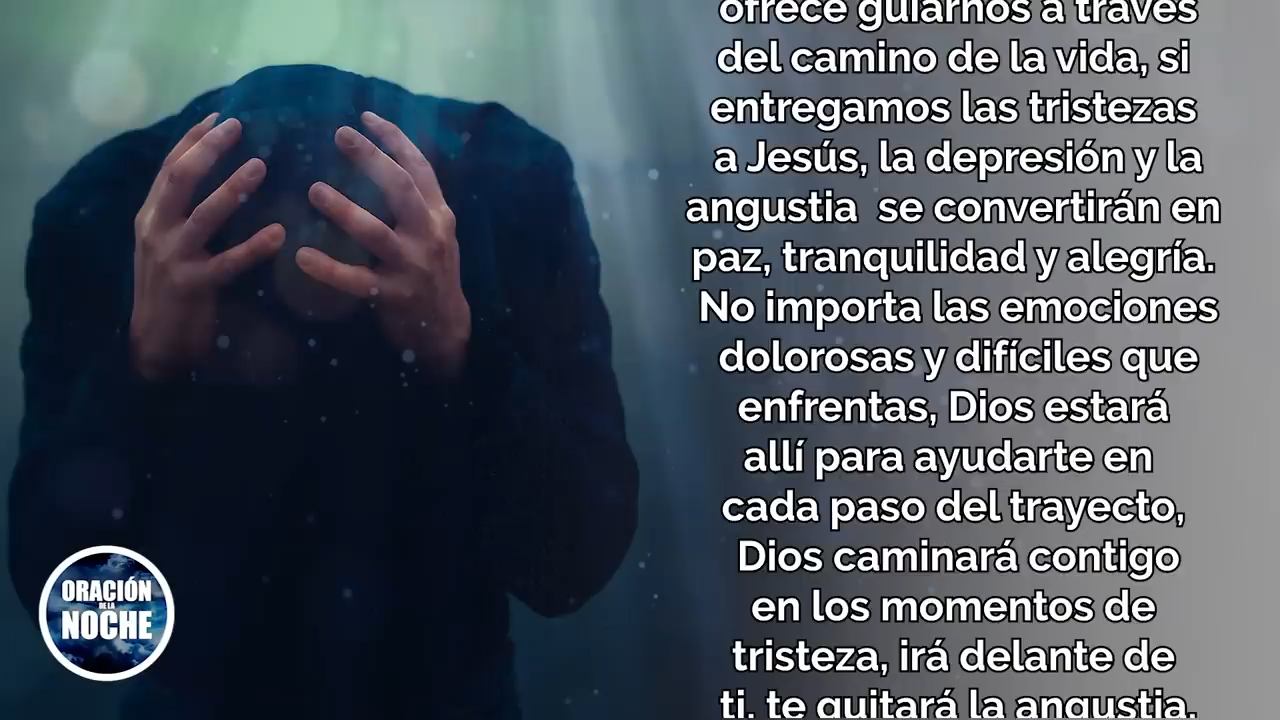 ofrece guiarnos a través
del camino de la vida, si
entregamos las tristezas
a Jesús, la depresión y la
angustia  se convertirán en
paz, tranquilidad y alegría.
No importa las emociones
dolorosas y difíciles que
enfrentas, Dios estará
allí para ayudarte en
cada paso del trayecto,
Dios caminará contigo
en los momentos de
tristeza, irá delante de
ti, te quitará la angustia,
ORACIÓN
DE LA
NOCHE